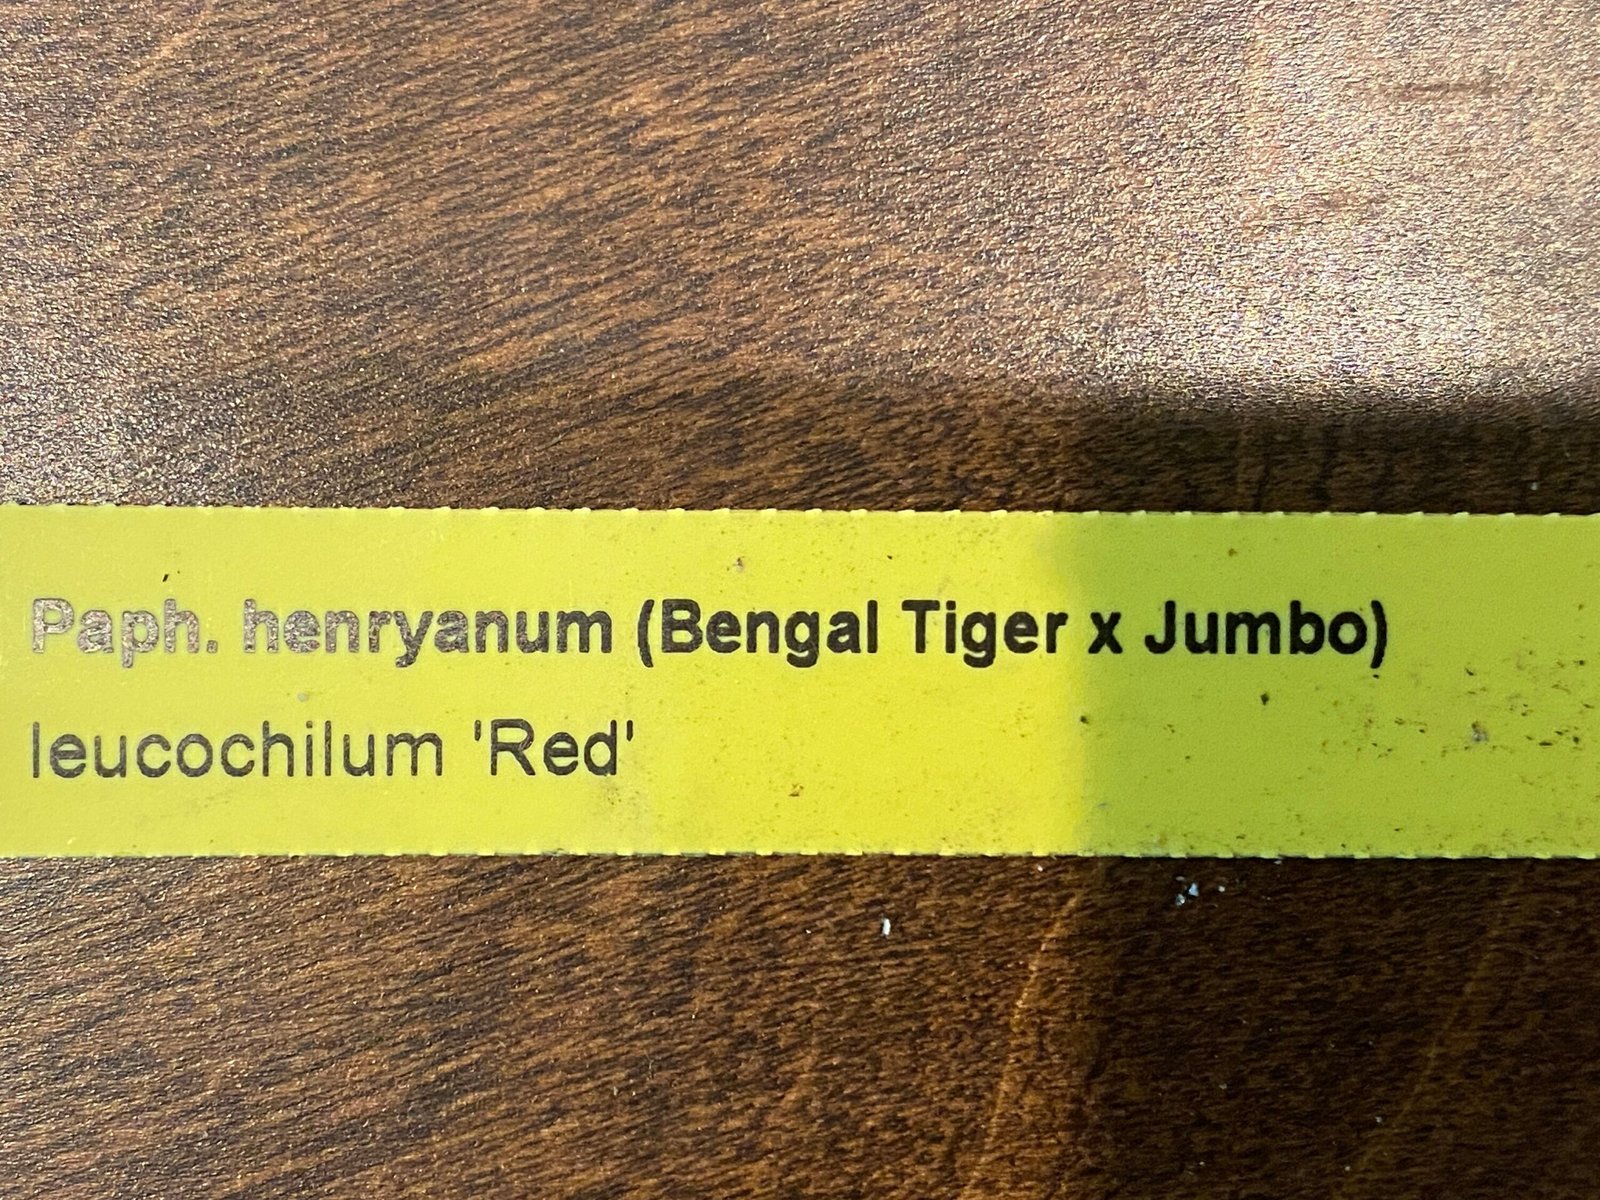 Paph. henryanum (Bengal Tiger x Jumbo)
leucochilum 'Red'